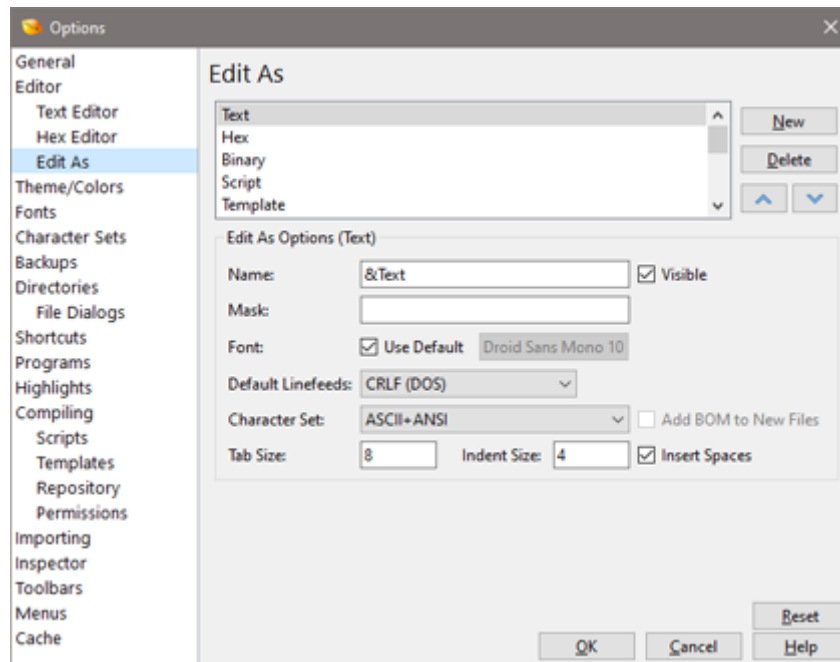 Options
General
Editor
Text Editor
Hex Editor
Edit As
Theme/Colors
Fonts
Character Sets
Backups
Directories
File Dialogs
Shortcuts
Programs
Highlights
Compiling
Scripts
Templates
Repository
Permissions
Importing
Inspector
Toolbars
Menus
Cache
Edit As
Text
Hex
Binary
Script
Template
New
Delete
Edit As Options (Text)
Name: &Text Visible
Mask:
Font: Use Default Droid Sans Mono 10
Default Linefeeds: CRLF (DOS)
Character Set: ASCII+ANSI Add BOM to New Files
Tab Size: 8 Indent Size: 4 Insert Spaces
Reset
OK Cancel Help